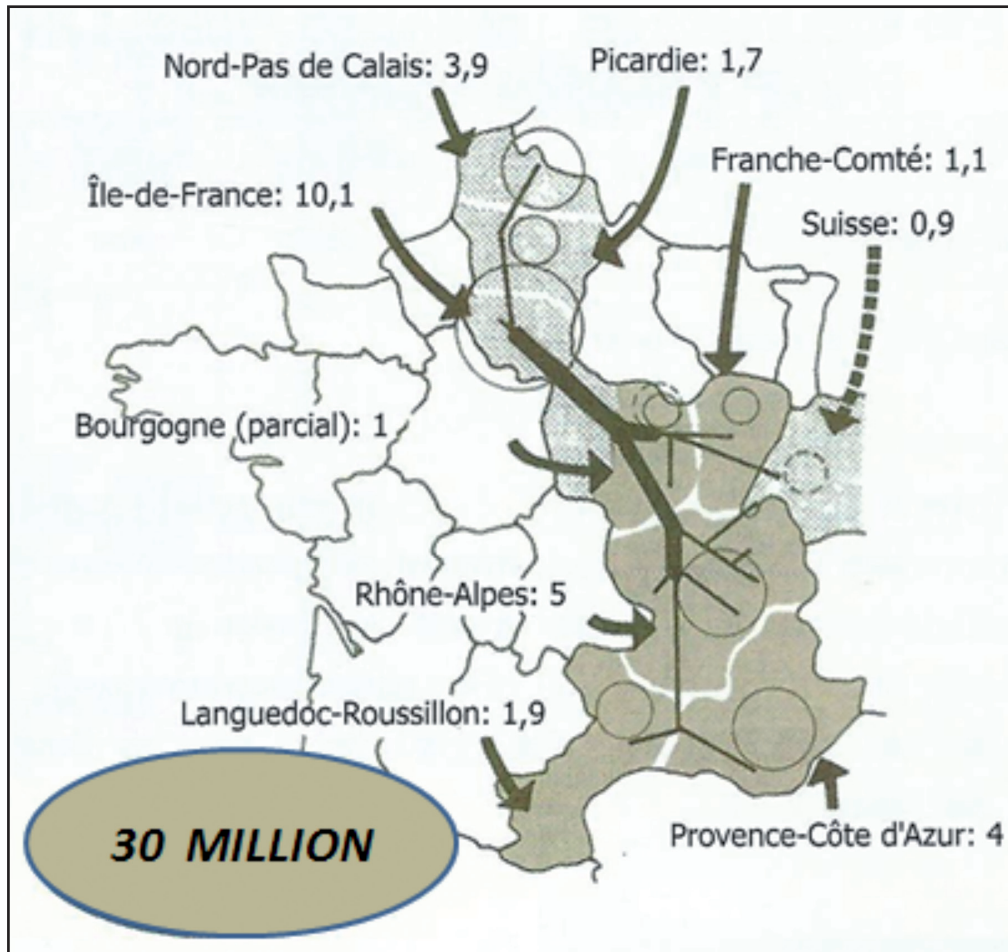 Nord-Pas de Calais: 3,9
Picardie: 1,7
Franche-Comté: 1,1
Île-de-France: 10,1
Suisse: 0,9
Bourgogne (parcial): 1
Rhône-Alpes: 5
Languedoc-Roussillon: 1,9
30 MILLION
Provence-Côte d'Azur: 4